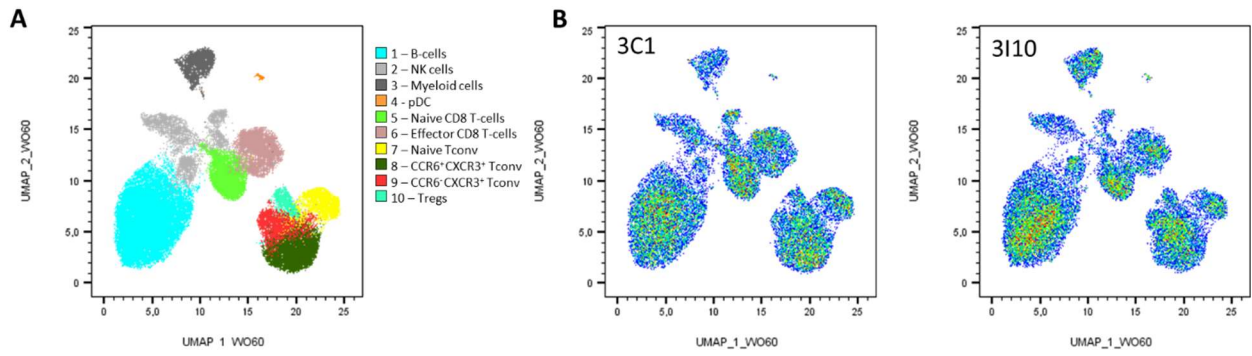 A
UMAP_2_WO60
25
20
15
10
5,0
0
0
5,0
10
15
20
25
UMAP_1_WO60
1 – B-cells
2 – NK cells
3 – Myeloid cells
4 - pDC
5 – Naive CD8 T-cells
6 – Effector CD8 T-cells
7 – Naive Tconv
8 – CCR6⁺CXCR3⁺ Tconv
9 – CCR6⁻CXCR3⁺ Tconv
10 – Tregs
B
3C1
UMAP_2_WO60
25
20
15
10
5,0
0
0
5,0
10
15
20
25
UMAP_1_WO60
3I10
UMAP_2_WO60
25
20
15
10
5,0
0
0
5,0
10
15
20
25
UMAP_1_WO60